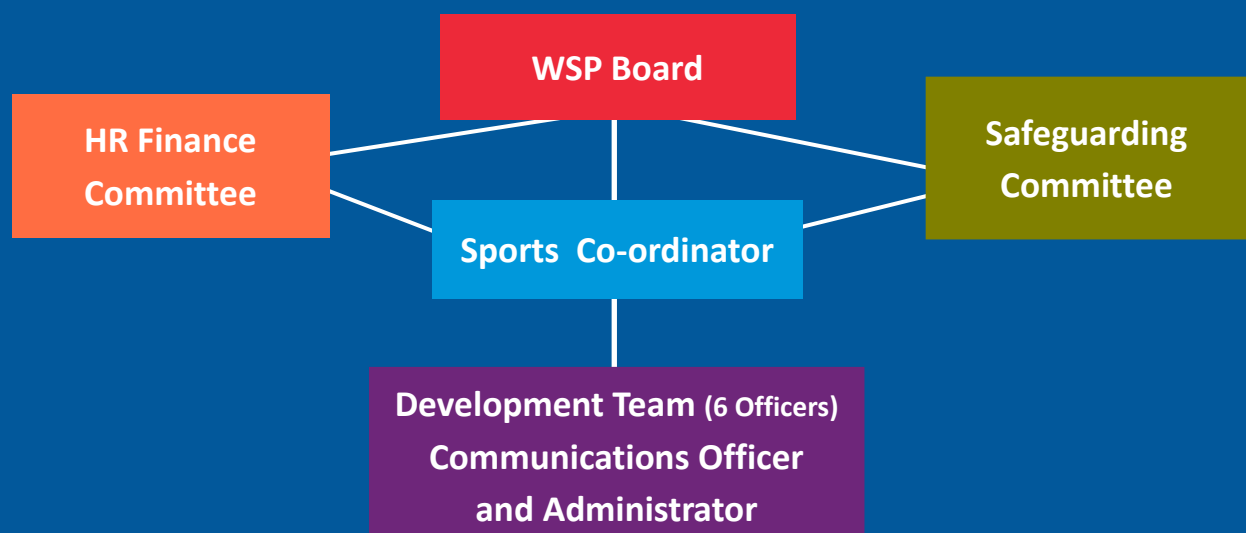 WSP Board
HR Finance
Committee
Safeguarding
Committee
Sports Co-ordinator
Development Team (6 Officers)
Communications Officer
and Administrator